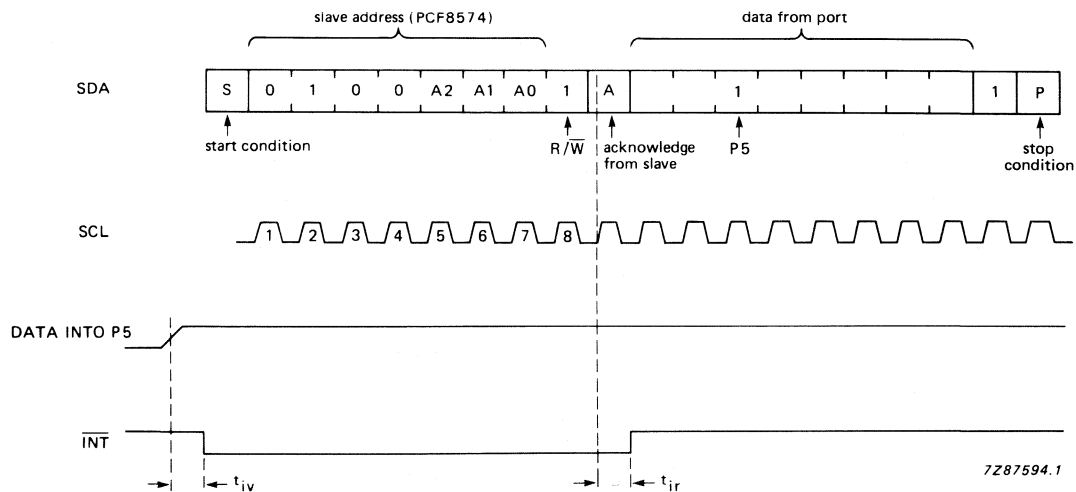 slave address (PCF8574) data from port
SDA S 0 1 0 0 A2 A1 A0 1 A 1 1 P
start condition R/W̅ acknowledge from slave P5 stop condition
SCL 1 2 3 4 5 6 7 8
DATA INTO P5
I̅N̅T̅
t_iv t_ir
7Z87594.1